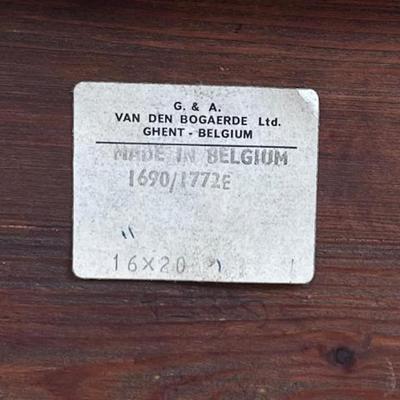 G. & A.
VAN DEN BOGAERDE Ltd.
GHENT - BELGIUM
MADE IN BELGIUM
1690/1772E
16×20